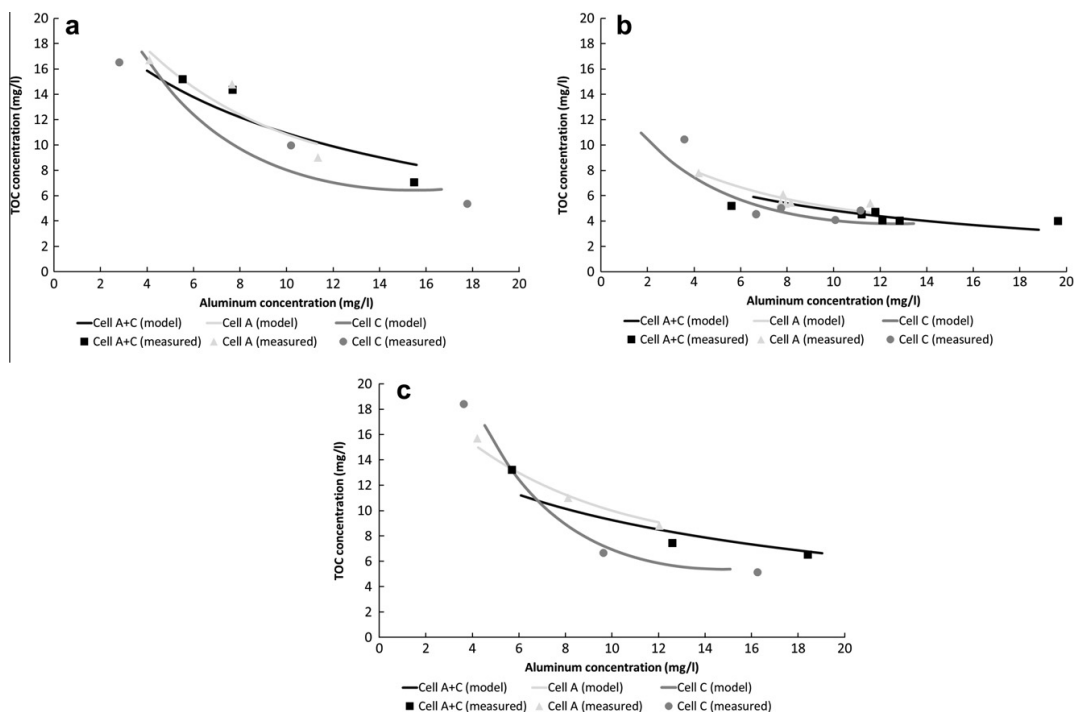 a
20
18
16
14
12
10
8
6
4
2
0
TOC concentration (mg/l)
0 2 4 6 8 10 12 14 16 18 20
Aluminum concentration (mg/l)
Cell A+C (model) Cell A (model) Cell C (model)
Cell A+C (measured) Cell A (measured) Cell C (measured)
b
20
18
16
14
12
10
8
6
4
2
0
TOC concentration (mg/l)
0 2 4 6 8 10 12 14 16 18 20
Aluminum concentration (mg/l)
Cell A+C (model) Cell A (model) Cell C (model)
Cell A+C (measured) Cell A (measured) Cell C (measured)
c
20
18
16
14
12
10
8
6
4
2
0
TOC concentration (mg/l)
0 2 4 6 8 10 12 14 16 18 20
Aluminum concentration (mg/l)
Cell A+C (model) Cell A (model) Cell C (model)
Cell A+C (measured) Cell A (measured) Cell C (measured)